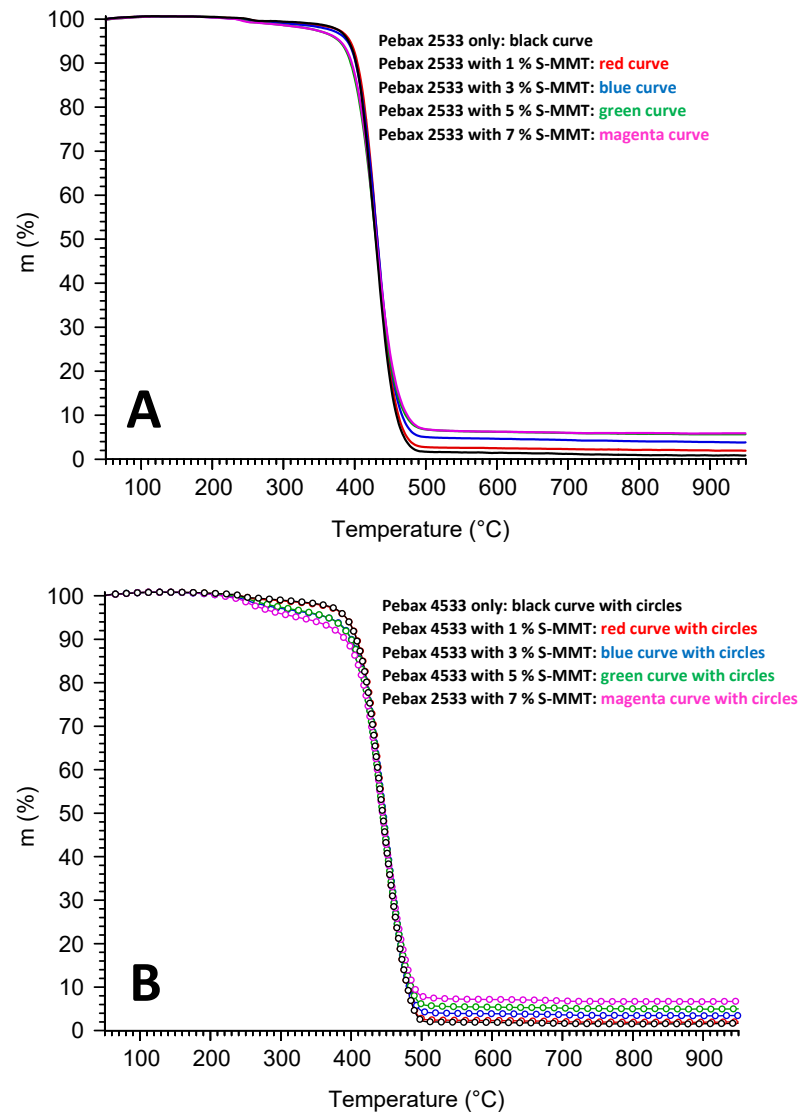 100
90
80
70
60
50
40
30
20
10
0
m (%)
Pebax 2533 only: black curve
Pebax 2533 with 1 % S-MMT: red curve
Pebax 2533 with 3 % S-MMT: blue curve
Pebax 2533 with 5 % S-MMT: green curve
Pebax 2533 with 7 % S-MMT: magenta curve
A
100 200 300 400 500 600 700 800 900
Temperature (°C)
100
90
80
70
60
50
40
30
20
10
0
m (%)
Pebax 4533 only: black curve with circles
Pebax 4533 with 1 % S-MMT: red curve with circles
Pebax 4533 with 3 % S-MMT: blue curve with circles
Pebax 4533 with 5 % S-MMT: green curve with circles
Pebax 2533 with 7 % S-MMT: magenta curve with circles
B
100 200 300 400 500 600 700 800 900
Temperature (°C)